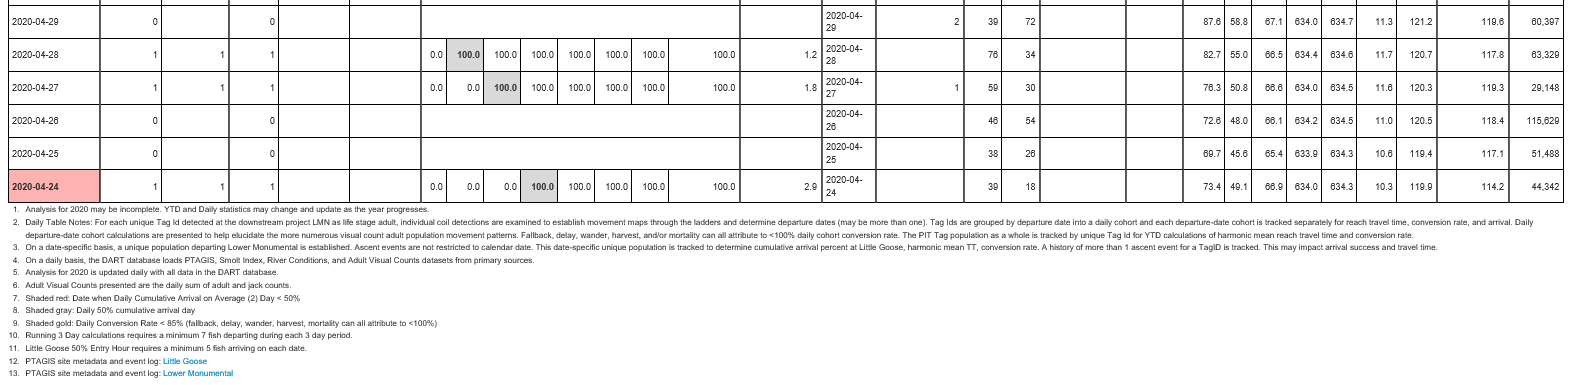 2020-04-29 0 0 2020-04-29 2 39 72 87.6 58.8 67.1 634.0 634.7 11.3 121.2 119.6 60,397
2020-04-28 1 1 1 0.0 100.0 100.0 100.0 100.0 100.0 100.0 100.0 1.2 2020-04-28 76 34 82.7 55.0 66.5 634.4 634.6 11.7 120.7 117.8 63,329
2020-04-27 1 1 1 0.0 0.0 100.0 100.0 100.0 100.0 100.0 100.0 1.8 2020-04-27 1 59 30 76.3 50.8 66.6 634.0 634.5 11.6 120.3 119.3 29,148
2020-04-26 0 0 2020-04-26 46 54 72.6 48.0 66.1 634.2 634.5 11.0 120.5 118.4 115,629
2020-04-25 0 0 2020-04-25 38 26 69.7 45.6 65.4 633.9 634.3 10.6 119.4 117.1 51,488
2020-04-24 1 1 1 0.0 0.0 0.0 100.0 100.0 100.0 100.0 100.0 2.9 2020-04-24 39 18 73.4 49.1 66.9 634.0 634.3 10.3 119.9 114.2 44,342
1. Analysis for 2020 may be incomplete. YTD and Daily statistics may change and update as the year progresses.
2. Daily Table Notes: For each unique Tag Id detected at the downstream project LMN as life stage adult, individual coil detections are examined to establish movement maps through the ladders and determine departure dates (may be more than one). Tag Ids are grouped by departure date into a daily cohort and each departure-date cohort is tracked separately for reach travel time, conversion rate, and arrival. Daily
departure-date cohort calculations are presented to help elucidate the more numerous visual count adult population movement patterns. Fallback, delay, wander, harvest, and/or mortality can all attribute to <100% daily cohort conversion rate. The PIT Tag population as a whole is tracked by unique Tag Id for YTD calculations of harmonic mean reach travel time and conversion rate.
3. On a date-specific basis, a unique population departing Lower Monumental is established. Ascent events are not restricted to calendar date. This date-specific unique population is tracked to determine cumulative arrival percent at Little Goose, harmonic mean TT, conversion rate. A history of more than 1 ascent event for a TagID is tracked. This may impact arrival success and travel time.
4. On a daily basis, the DART database loads PTAGIS, Smolt Index, River Conditions, and Adult Visual Counts datasets from primary sources.
5. Analysis for 2020 is updated daily with all data in the DART database.
6. Adult Visual Counts presented are the daily sum of adult and jack counts.
7. Shaded red: Date when Daily Cumulative Arrival on Average (2) Day < 50%
8. Shaded gray: Daily 50% cumulative arrival day
9. Shaded gold: Daily Conversion Rate < 85% (fallback, delay, wander, harvest, mortality can all attribute to <100%)
10. Running 3 Day calculations requires a minimum 7 fish departing during each 3 day period.
11. Little Goose 50% Entry Hour requires a minimum 5 fish arriving on each date.
12. PTAGIS site metadata and event log: Little Goose
13. PTAGIS site metadata and event log: Lower Monumental